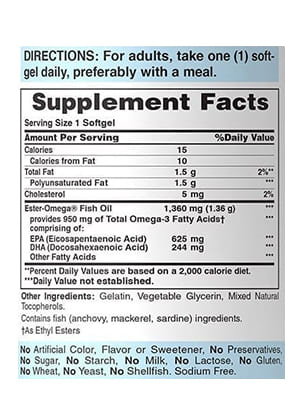 DIRECTIONS: For adults, take one (1) soft-
gel daily, preferably with a meal.
Supplement Facts
Serving Size 1 Softgel
Amount Per Serving %Daily Value
Calories 15
Calories from Fat 10
Total Fat 1.5 g 2%**
Polyunsaturated Fat 1.5 g ***
Cholesterol 5 mg 2%
Ester-Omega® Fish Oil 1,360 mg (1.36 g) ***
provides 950 mg of Total Omega-3 Fatty Acids† ***
comprising of:
EPA (Eicosapentaenoic Acid) 625 mg ***
DHA (Docosahexaenoic Acid) 244 mg ***
Other Fatty Acids ***
**Percent Daily Values are based on a 2,000 calorie diet.
***Daily Value not established.
Other Ingredients: Gelatin, Vegetable Glycerin, Mixed Natural
Tocopherols.
Contains fish (anchovy, mackerel, sardine) ingredients.
†As Ethyl Esters
No Artificial Color, Flavor or Sweetener, No Preservatives,
No Sugar, No Starch, No Milk, No Lactose, No Gluten,
No Wheat, No Yeast, No Shellfish. Sodium Free.